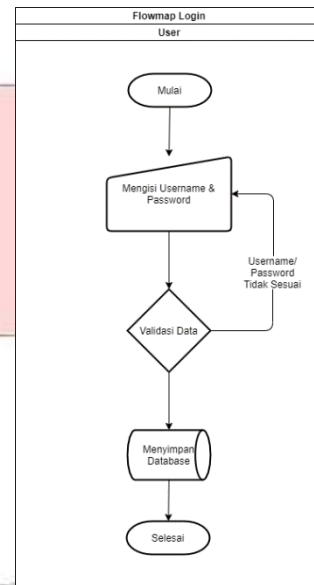 Flowmap Login
User
Mulai
Mengisi Username &
Password
Username/
Password
Tidak Sesuai
Validasi Data
Menyimpan
Database
Selesai